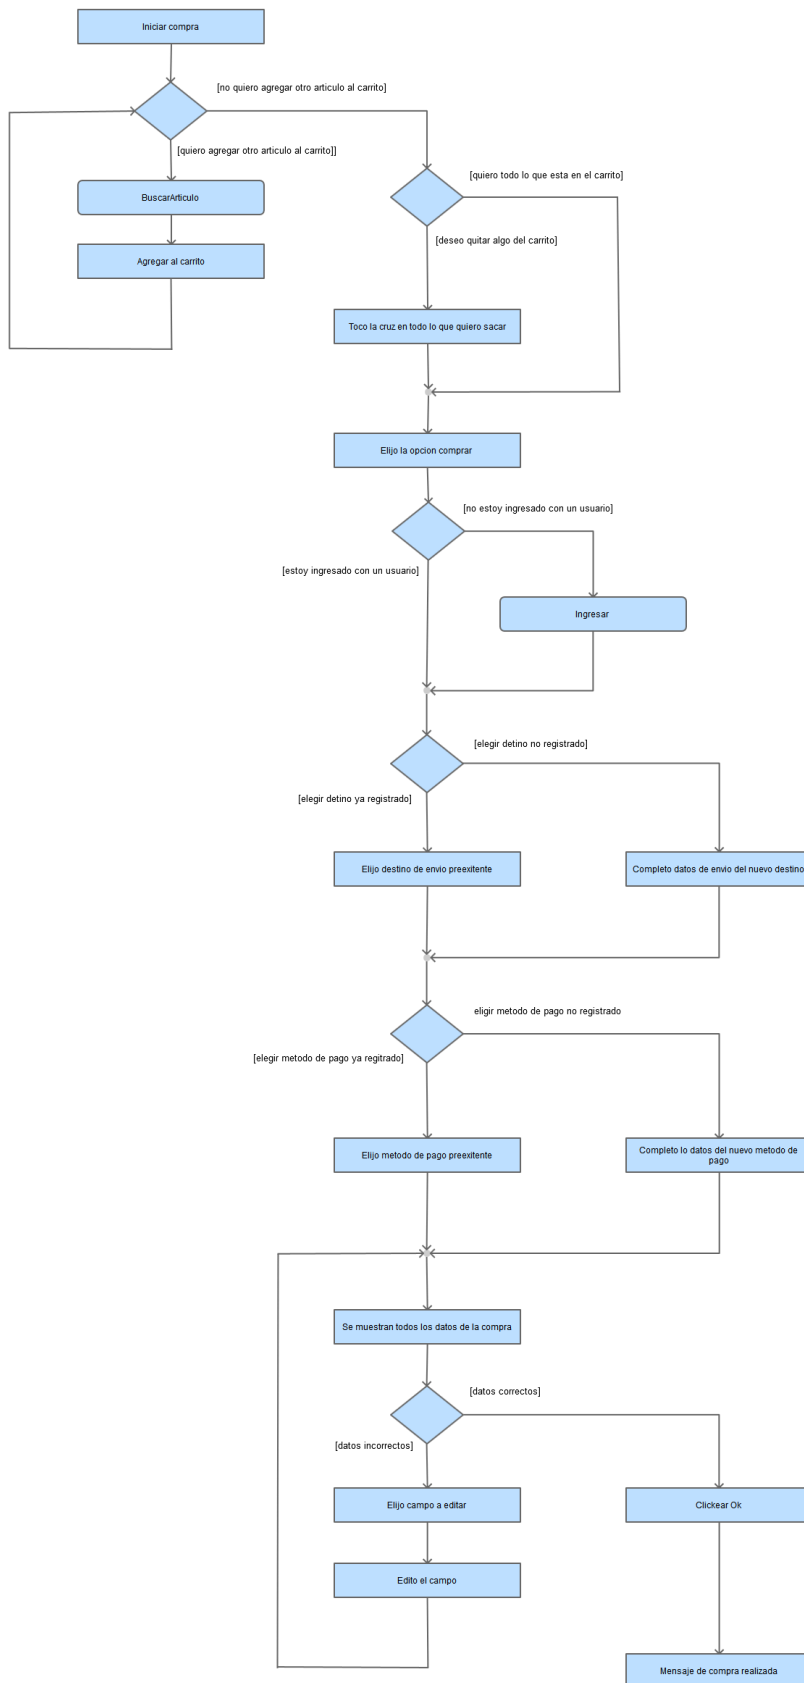 Iniciar compra
[no quiero agregar otro articulo al carrito]
[quiero agregar otro articulo al carrito]]
[quiero todo lo que esta en el carrito]
BuscarArticulo
[deseo quitar algo del carrito]
Agregar al carrito
Toco la cruz en todo lo que quiero sacar
Elijo la opcion comprar
[no estoy ingresado con un usuario]
[estoy ingresado con un usuario]
Ingresar
[elegir detino no registrado]
[elegir detino ya registrado]
Elijo destino de envio preexitente
Completo datos de envio del nuevo destino
eligir metodo de pago no registrado
[elegir metodo de pago ya regitrado]
Elijo metodo de pago preexitente
Completo lo datos del nuevo metodo de
pago
Se muestran todos los datos de la compra
[datos correctos]
[datos incorrectos]
Elijo campo a editar
Clickear Ok
Edito el campo
Mensaje de compra realizada